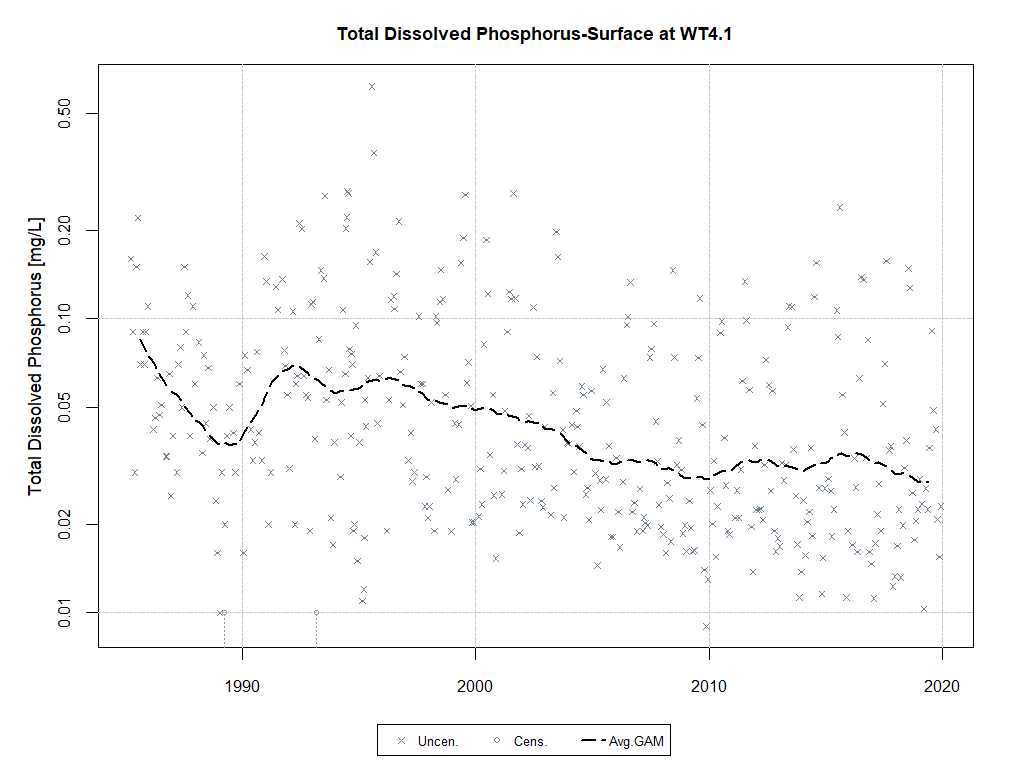 Total Dissolved Phosphorus-Surface at WT4.1
Total Dissolved Phosphorus [mg/L]
0.50
0.20
0.10
0.05
0.02
0.01
1990 2000 2010 2020
Uncen. Cens. Avg.GAM